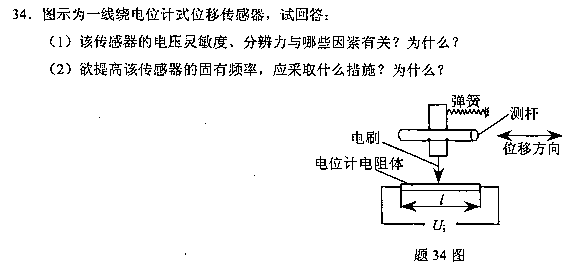 34．图示为一线绕电位计式位移传感器，试回答：
（1）该传感器的电压灵敏度、分辨力与哪些因素有关？为什么？
（2）欲提高该传感器的固有频率，应采取什么措施？为什么？
弹簧
测杆
电刷
位移方向
电位计电阻体
l
Ui
题 34 图